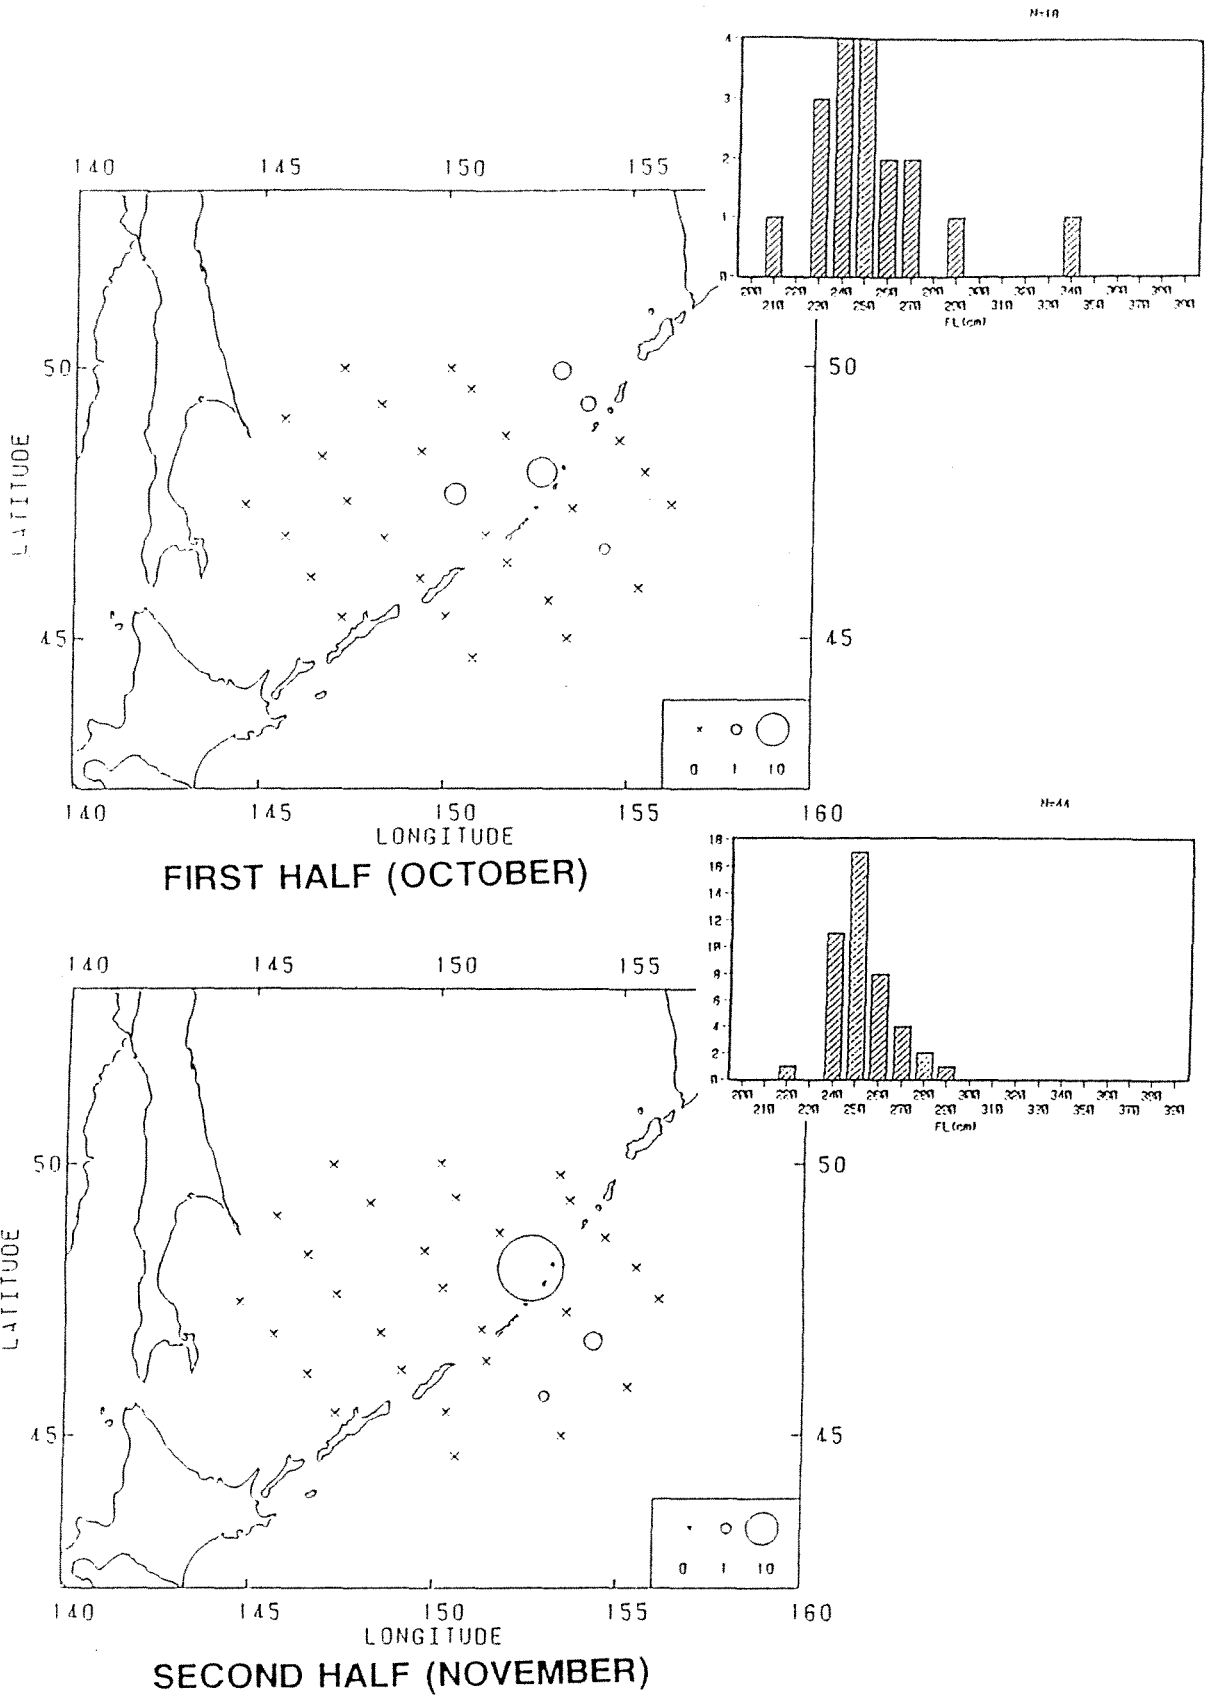 N=18
4
3
2
1
0
200 220 240 260 280 300 320 340 360 380
210 230 250 270 290 310 330 350 370 390
FL(cm)
140 145 150 155
50 50
LATITUDE
45 45
0 1 10
140 145 150 155 160
LONGITUDE
FIRST HALF (OCTOBER)
N=44
18
16
14
12
10
8
6
4
2
0
200 220 240 260 280 300 320 340 360 380
210 230 250 270 290 310 330 350 370 390
FL(cm)
140 145 150 155
50 50
LATITUDE
45 45
0 1 10
140 145 150 155 160
LONGITUDE
SECOND HALF (NOVEMBER)